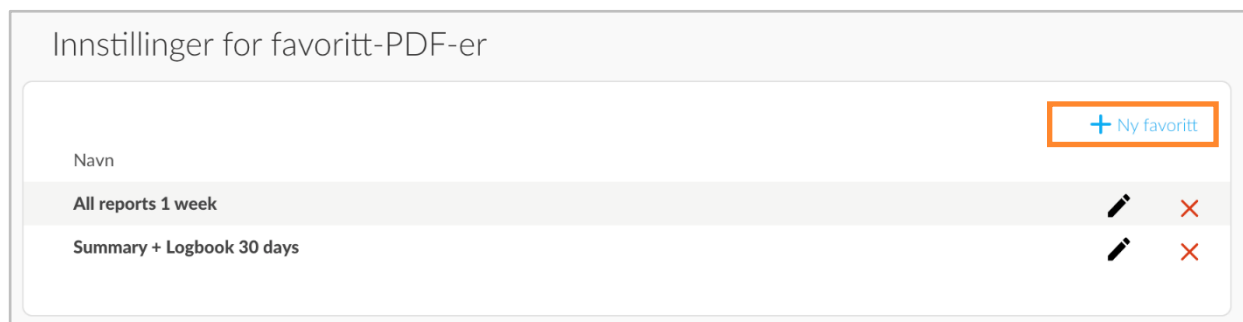 Innstillinger for favoritt-PDF-er
+ Ny favoritt
Navn
All reports 1 week
Summary + Logbook 30 days